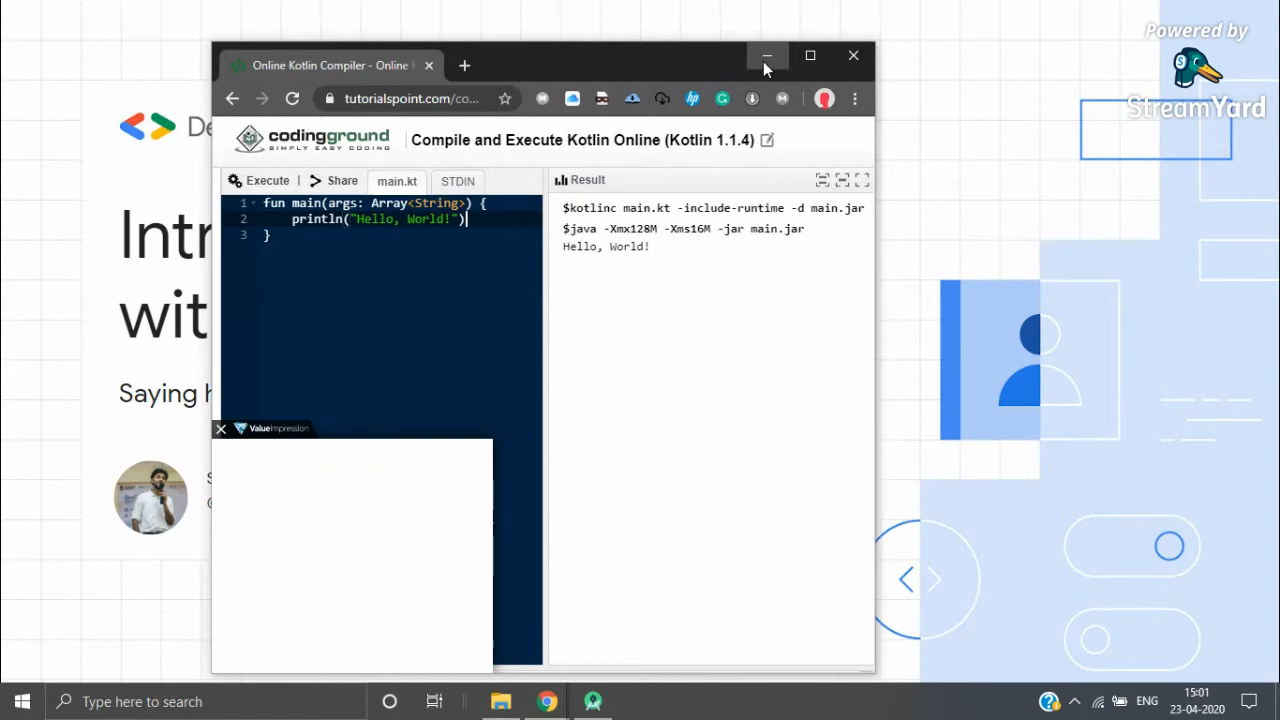 Powered by
StreamYard
Online Kotlin Compiler - Online
tutorialspoint.com/co...
codingground
SIMPLY EASY CODING
Compile and Execute Kotlin Online (Kotlin 1.1.4)
Execute
Share
main.kt
STDIN
Result
1 fun main(args: Array<String>) {
2 println("Hello, World!")
3 }
$kotlinc main.kt -include-runtime -d main.jar
$java -Xmx128M -Xms16M -jar main.jar
Hello, World!
De
Int
wit
Saying h
ValueImpression
Type here to search
ENG
15:01
23-04-2020